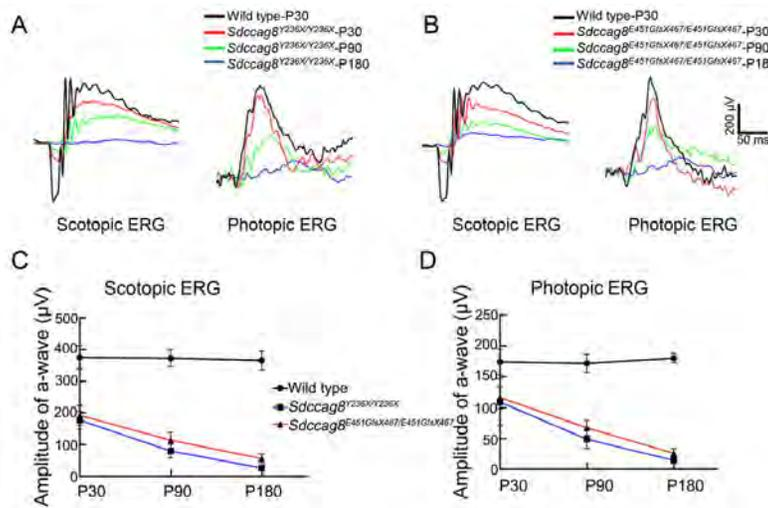 A
Wild type-P30
Sdccag8Y236X/Y236X-P30
Sdccag8Y236X/Y236X-P90
Sdccag8Y236X/Y236X-P180
Scotopic ERG
Photopic ERG
B
Wild type-P30
Sdccag8E451GfsX467/E451GfsX467-P30
Sdccag8E451GfsX467/E451GfsX467-P90
Sdccag8E451GfsX467/E451GfsX467-P18
200 µV
50 ms
Scotopic ERG
Photopic ERG
C
Scotopic ERG
Amplitude of a-wave (µV)
500
400
300
200
100
0
P30
P90
P180
Wild type
Sdccag8Y236X/Y236X
Sdccag8E451GfsX467/E451GfsX467
D
Photopic ERG
Amplitude of a-wave (µV)
200
150
100
50
0
P30
P90
P180